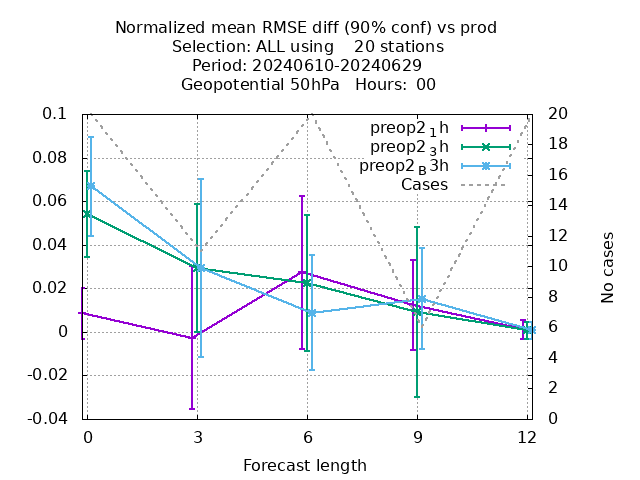 Normalized mean RMSE diff (90% conf) vs prod
Selection: ALL using 20 stations
Period: 20240610-20240629
Geopotential 50hPa Hours: 00
0.1
0.08
0.06
0.04
0.02
0
-0.02
-0.04
20
18
16
14
12
10
8
6
4
2
0
preop2 1h
preop2 3h
preop2 B3h
Cases
No cases
0 3 6 9 12
Forecast length